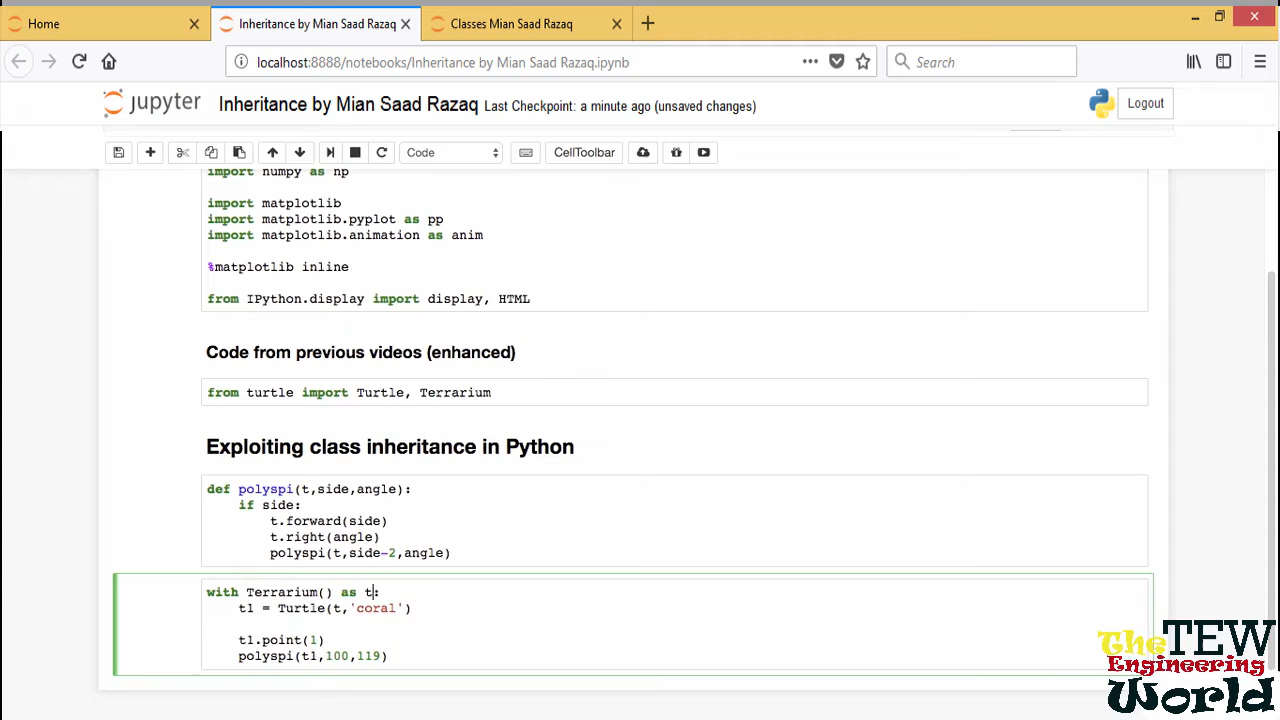 Home
Inheritance by Mian Saad Razaq
Classes Mian Saad Razaq
localhost:8888/notebooks/Inheritance by Mian Saad Razaq.ipynb
Search
jupyter Inheritance by Mian Saad Razaq Last Checkpoint: a minute ago (unsaved changes)
Logout
Code
CellToolbar
import numpy as np
import matplotlib
import matplotlib.pyplot as pp
import matplotlib.animation as anim
%matplotlib inline
from IPython.display import display, HTML
Code from previous videos (enhanced)
from turtle import Turtle, Terrarium
Exploiting class inheritance in Python
def polyspi(t,side,angle):
    if side:
        t.forward(side)
        t.right(angle)
        polyspi(t,side-2,angle)
with Terrarium() as t:
    t1 = Turtle(t,'coral')
    t1.point(1)
    polyspi(t1,100,119)
The TEW
Engineering
World